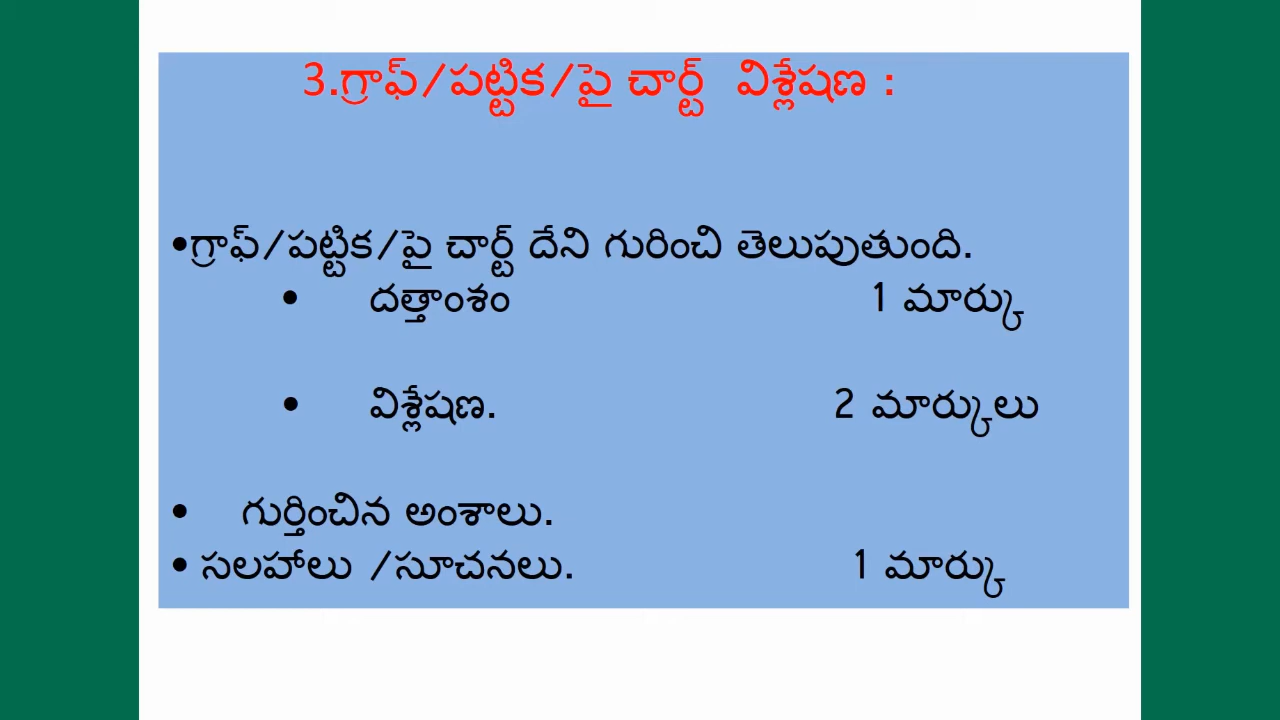 3.గ్రాఫ్/పట్టిక/పై చార్ట్ విశ్లేషణ :
•గ్రాఫ్/పట్టిక/పై చార్ట్ దేని గురించి తెలుపుతుంది.
• దత్తాంశం 1 మార్కు
• విశ్లేషణ. 2 మార్కులు
• గుర్తించిన అంశాలు.
• సలహాలు /సూచనలు. 1 మార్కు